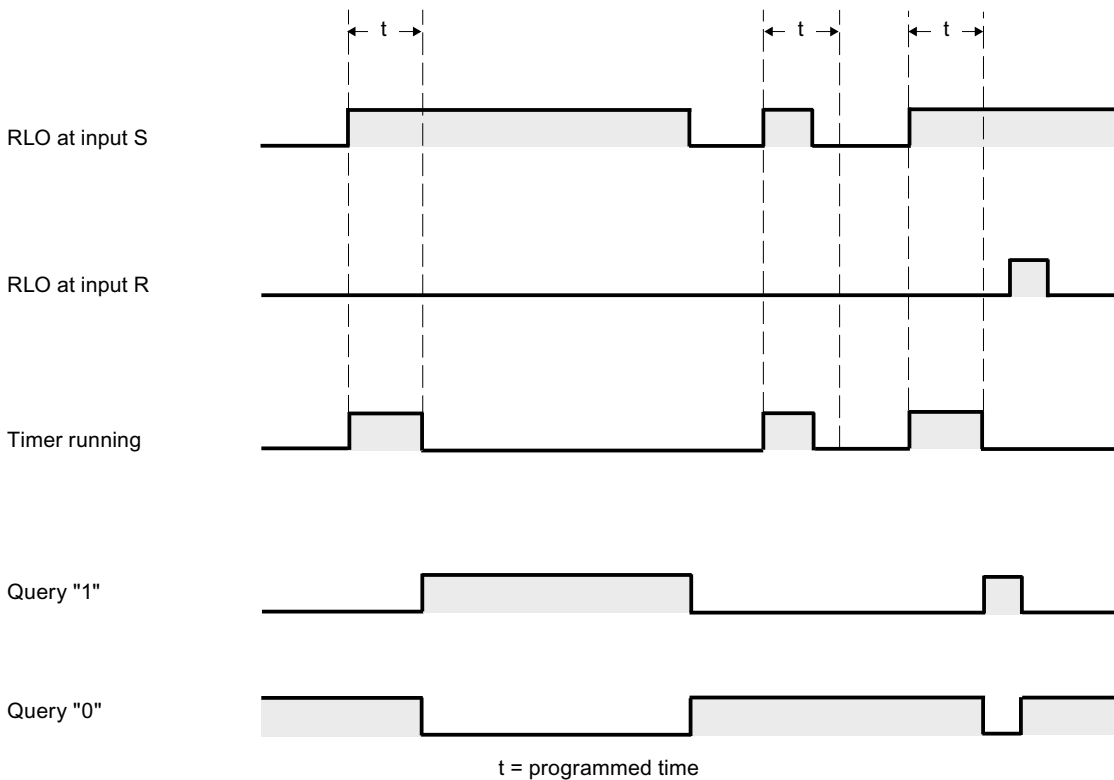 t t t
RLO at input S
RLO at input R
Timer running
Query "1"
Query "0"
t = programmed time